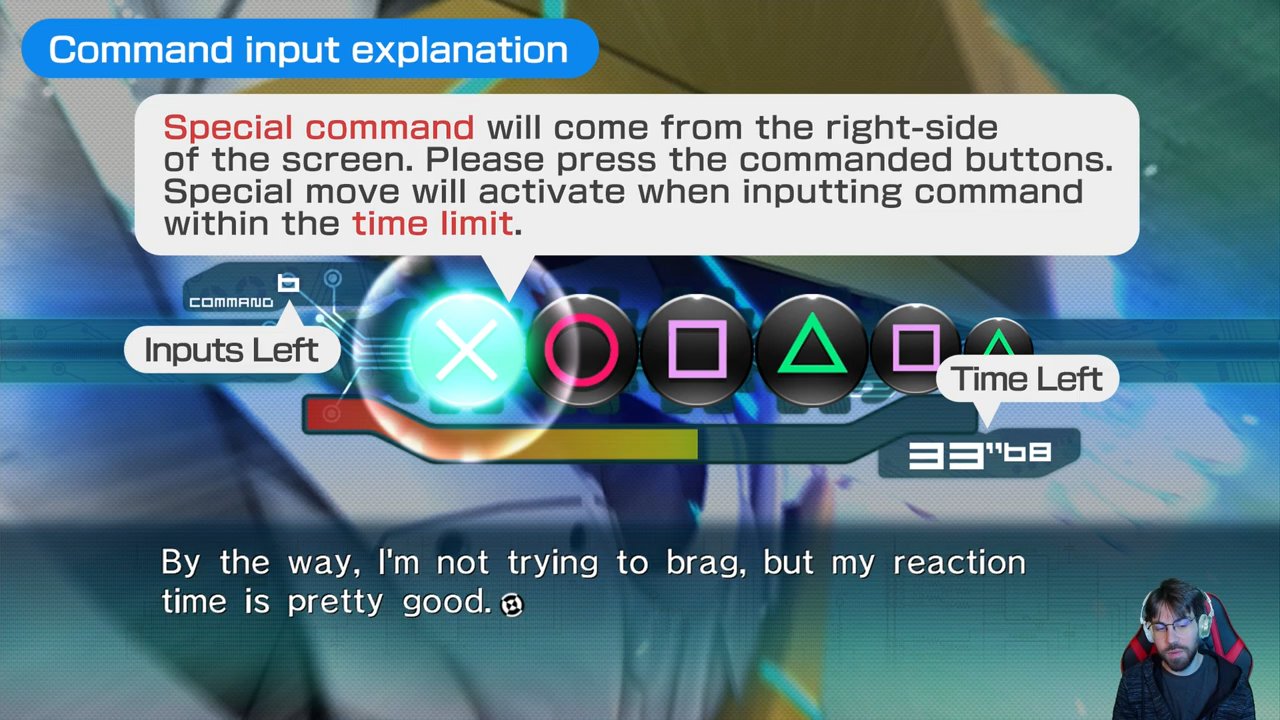 Command input explanation
Special command will come from the right-side
of the screen. Please press the commanded buttons.
Special move will activate when inputting command
within the time limit.
COMMAND 6
Inputs Left
Time Left
33"68
By the way, I'm not trying to brag, but my reaction
time is pretty good.